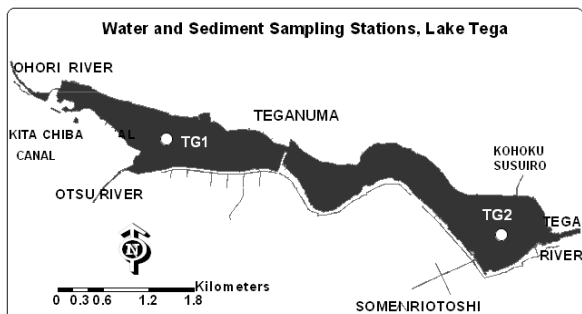 Water and Sediment Sampling Stations, Lake Tega
OHORI RIVER
TEGANUMA
KITA CHIBA AL
CANAL
TG1
KOHOKU
SUSUIRO
OTSU RIVER
TG2
TEGA
RIVER
N
Kilometers
0 0.3 0.6 1.2 1.8
SOMENRIOTOSHI